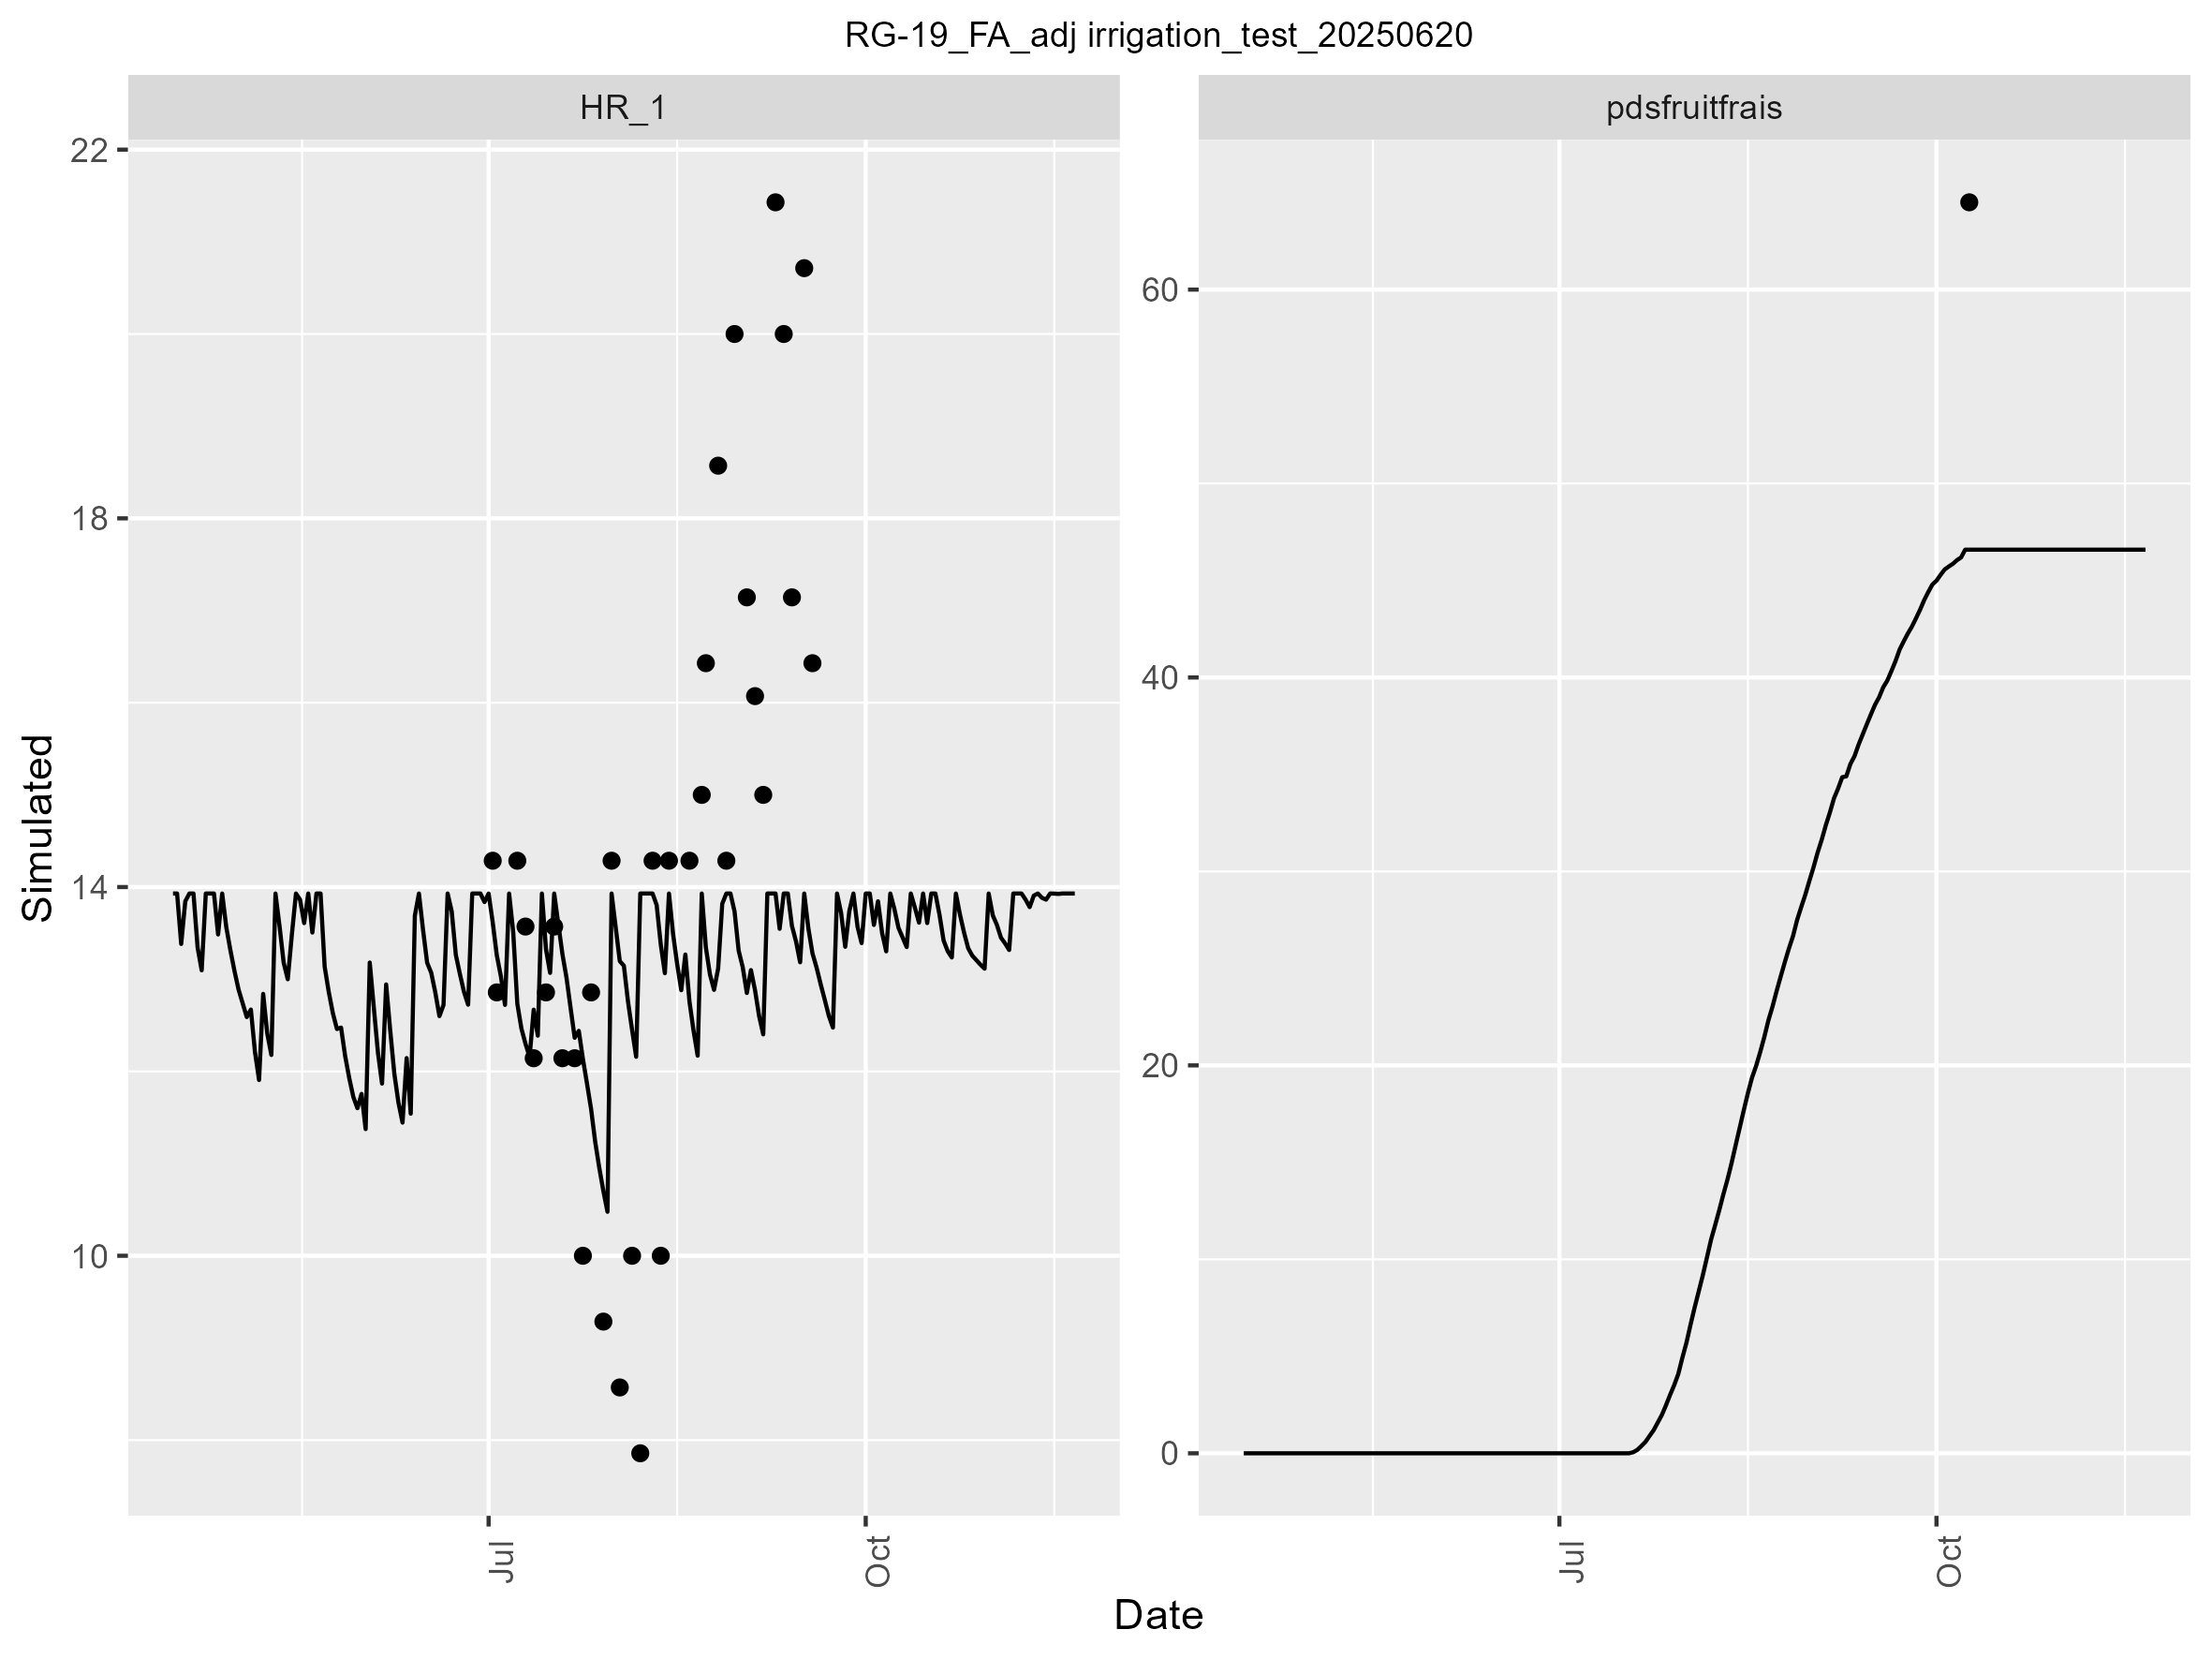 RG-19_FA_adj irrigation_test_20250620
HR_1
pdsfruitfrais
22
18
14
10
60
40
20
0
Simulated
Jul
Oct
Jul
Oct
Date